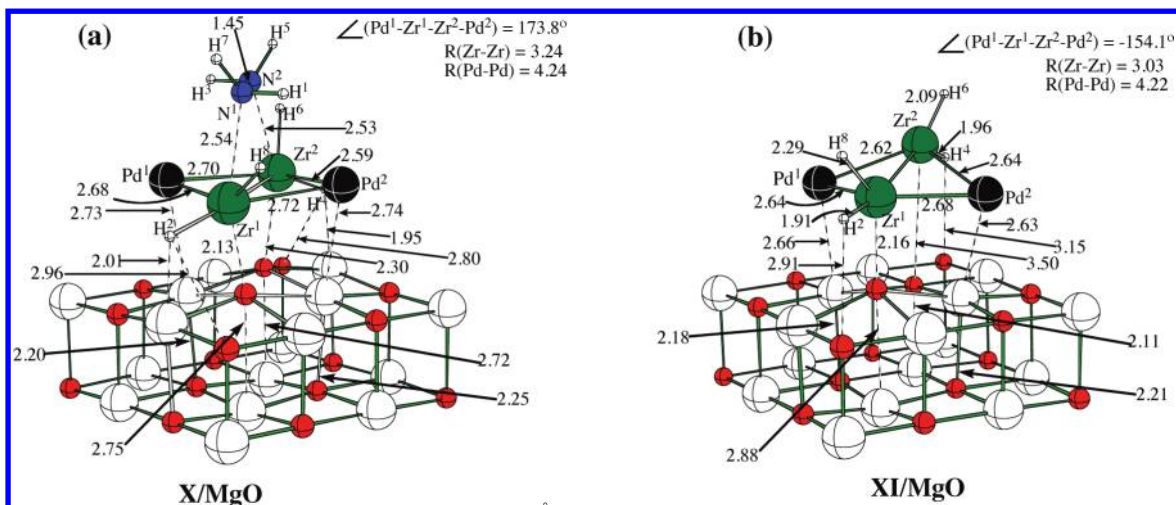 (a)
∠(Pd¹-Zr¹-Zr²-Pd²) = 173.8°
R(Zr-Zr) = 3.24
R(Pd-Pd) = 4.24
1.45
H⁵
H⁷
N²
H³
N¹
H¹
H⁶
2.54
2.53
H⁸
Zr²
2.59
Pd¹
2.70
Pd²
2.68
2.72
H⁴
2.73
2.74
H²
Zr¹
1.95
2.13
2.01
2.80
2.96
2.30
2.20
2.72
2.25
2.75
X/MgO
(b)
∠(Pd¹-Zr¹-Zr²-Pd²) = -154.1°
R(Zr-Zr) = 3.03
R(Pd-Pd) = 4.22
2.09
H⁶
Zr²
1.96
H⁸
2.29
2.62
H⁴
2.64
Pd¹
Pd²
2.64
2.68
1.91
H²
Zr¹
2.63
2.66
2.16
3.15
2.91
3.50
2.18
2.11
2.21
2.88
XI/MgO